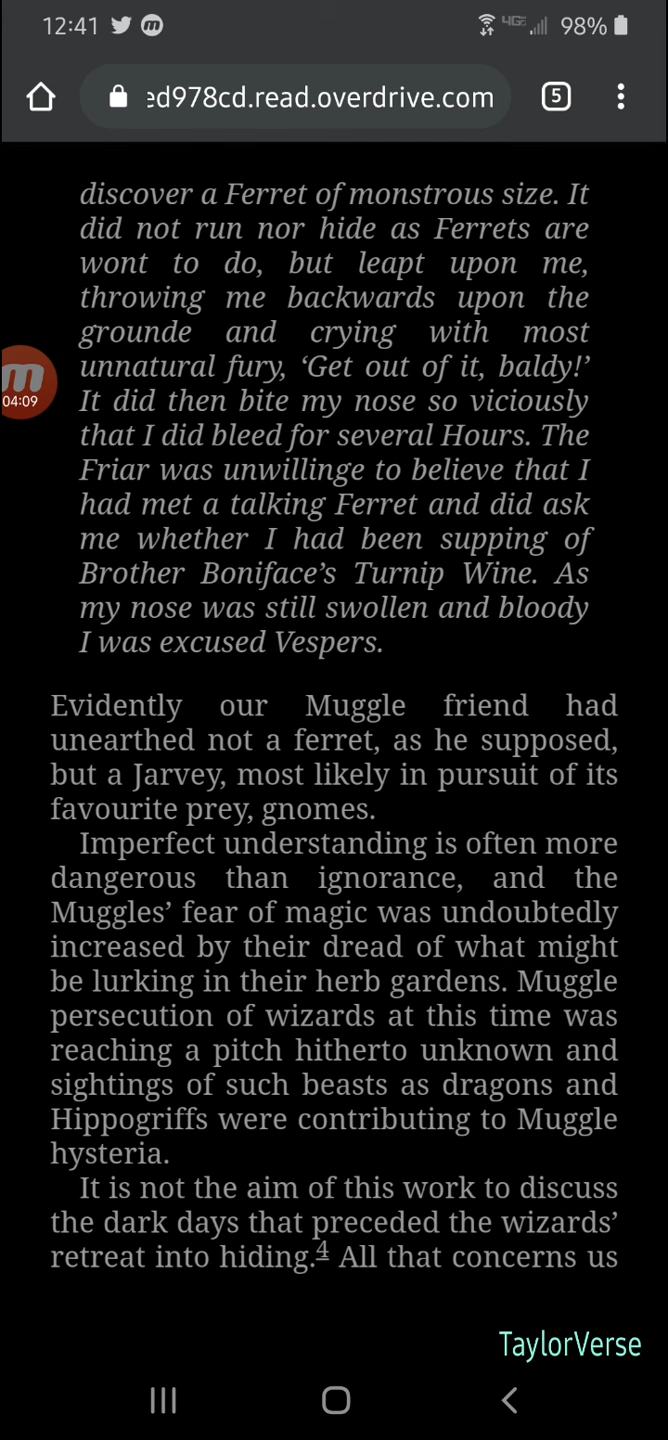 12:41 98%
ed978cd.read.overdrive.com 5
discover a Ferret of monstrous size. It
did not run nor hide as Ferrets are
wont to do, but leapt upon me,
throwing me backwards upon the
grounde and crying with most
unnatural fury, ‘Get out of it, baldy!’
04:09
It did then bite my nose so viciously
that I did bleed for several Hours. The
Friar was unwillinge to believe that I
had met a talking Ferret and did ask
me whether I had been supping of
Brother Boniface’s Turnip Wine. As
my nose was still swollen and bloody
I was excused Vespers.
Evidently our Muggle friend had
unearthed not a ferret, as he supposed,
but a Jarvey, most likely in pursuit of its
favourite prey, gnomes.
Imperfect understanding is often more
dangerous than ignorance, and the
Muggles’ fear of magic was undoubtedly
increased by their dread of what might
be lurking in their herb gardens. Muggle
persecution of wizards at this time was
reaching a pitch hitherto unknown and
sightings of such beasts as dragons and
Hippogriffs were contributing to Muggle
hysteria.
It is not the aim of this work to discuss
the dark days that preceded the wizards’
retreat into hiding.4 All that concerns us
TaylorVerse